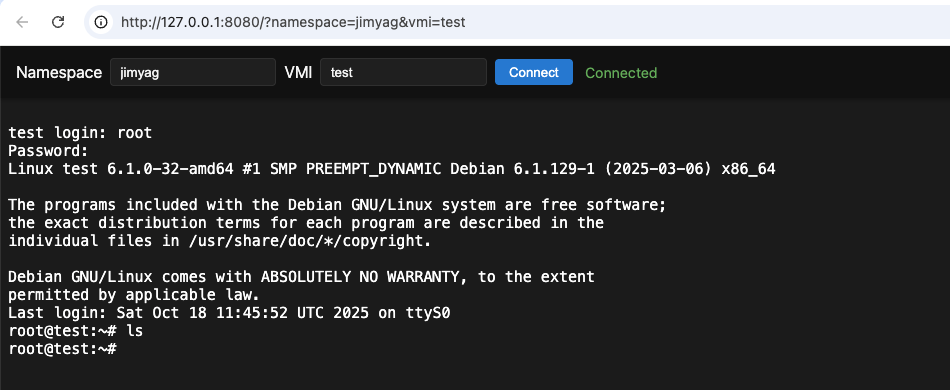 http://127.0.0.1:8080/?namespace=jimyag&vmi=test
Namespace jimyag VMI test Connect Connected
test login: root
Password:
Linux test 6.1.0-32-amd64 #1 SMP PREEMPT_DYNAMIC Debian 6.1.129-1 (2025-03-06) x86_64
The programs included with the Debian GNU/Linux system are free software;
the exact distribution terms for each program are described in the
individual files in /usr/share/doc/*/copyright.
Debian GNU/Linux comes with ABSOLUTELY NO WARRANTY, to the extent
permitted by applicable law.
Last login: Sat Oct 18 11:45:52 UTC 2025 on ttyS0
root@test:~# ls
root@test:~#